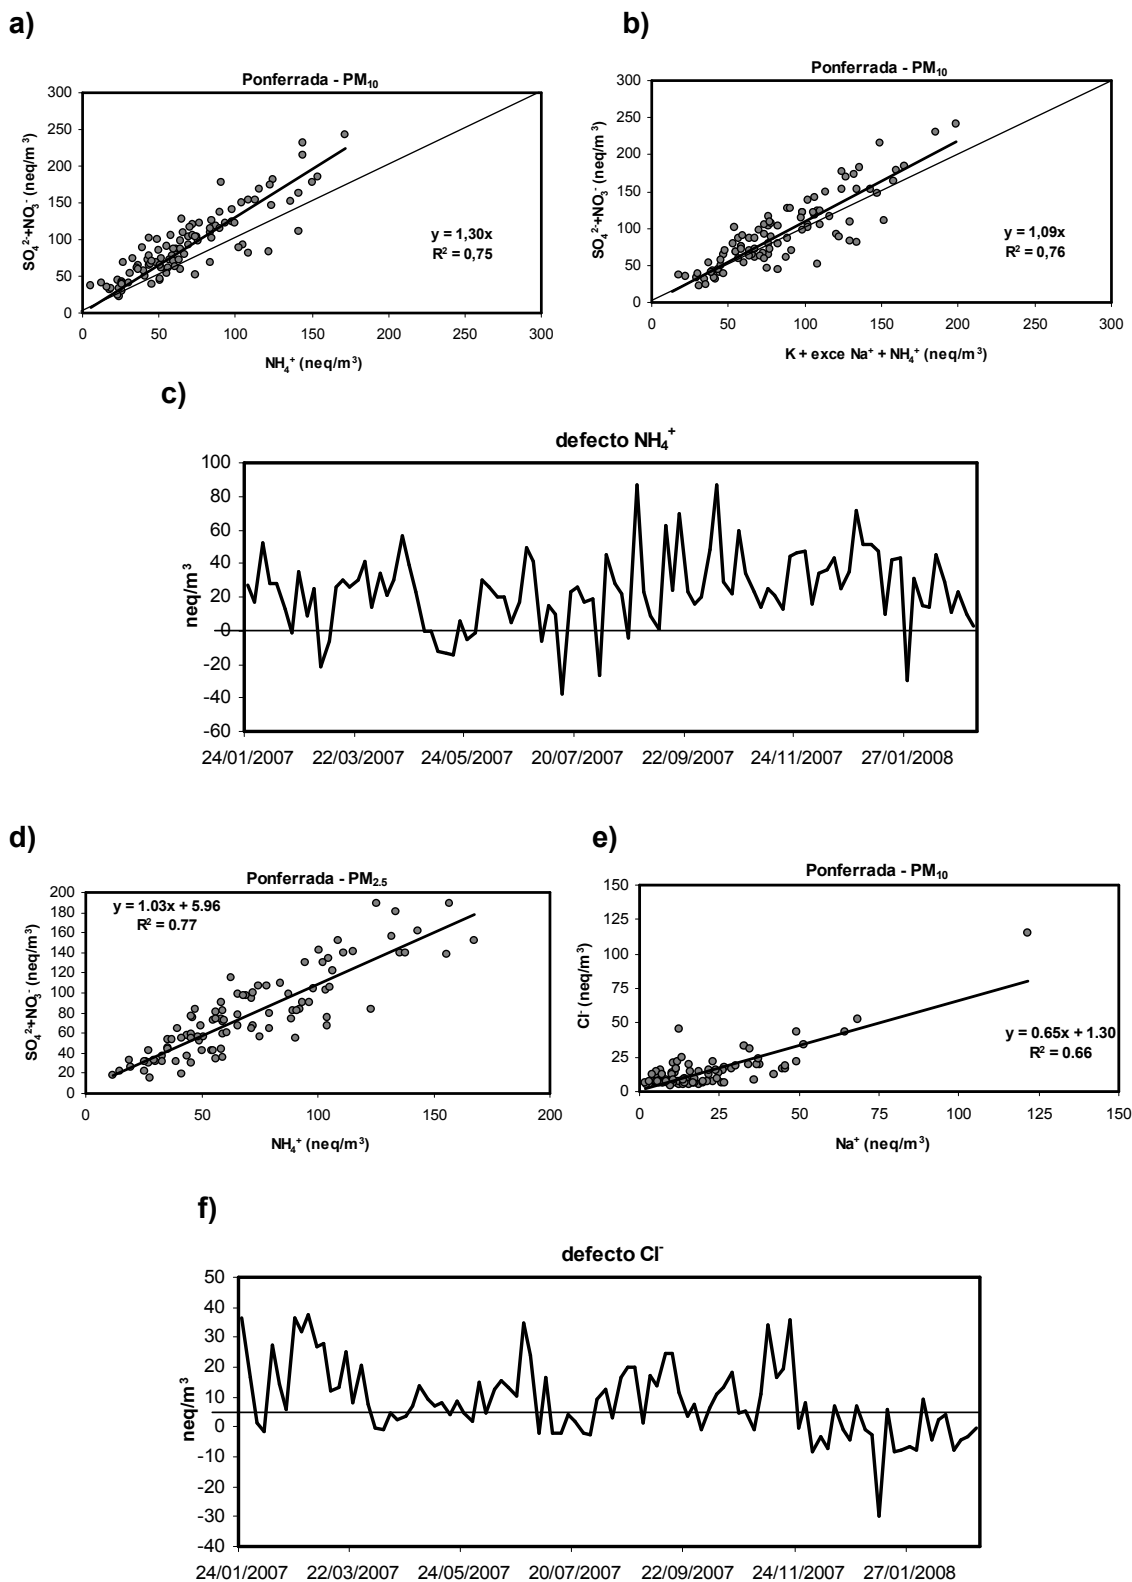 a)
Ponferrada - PM₁₀
SO₄²⁻+NO₃⁻ (neq/m³)
300
250
200
150
100
50
0
0 50 100 150 200 250 300
NH₄⁺ (neq/m³)
y = 1,30x
R² = 0,75
b)
Ponferrada - PM₁₀
SO₄²⁻+NO₃⁻ (neq/m³)
300
250
200
150
100
50
0
0 50 100 150 200 250 300
K + exce Na⁺ + NH₄⁺ (neq/m³)
y = 1,09x
R² = 0,76
c)
defecto NH₄⁺
neq/m³
100
80
60
40
20
0
-20
-40
-60
24/01/2007 22/03/2007 24/05/2007 20/07/2007 22/09/2007 24/11/2007 27/01/2008
d)
Ponferrada - PM₂.₅
SO₄²⁻+NO₃⁻ (neq/m³)
200
180
160
140
120
100
80
60
40
20
0
0 50 100 150 200
NH₄⁺ (neq/m³)
y = 1.03x + 5.96
R² = 0.77
e)
Ponferrada - PM₁₀
Cl⁻ (neq/m³)
150
125
100
75
50
25
0
0 25 50 75 100 125 150
Na⁺ (neq/m³)
y = 0.65x + 1.30
R² = 0.66
f)
defecto Cl⁻
neq/m³
50
40
30
20
10
0
-10
-20
-30
-40
24/01/2007 22/03/2007 24/05/2007 20/07/2007 22/09/2007 24/11/2007 27/01/2008